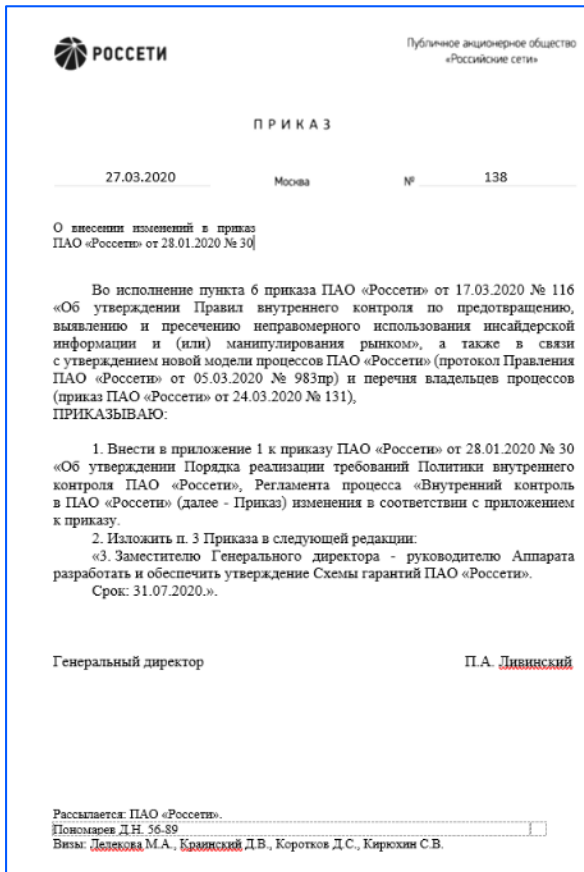 РОССЕТИ
Публичное акционерное общество
«Российские сети»
ПРИКАЗ
27.03.2020 Москва № 138
О внесении изменений в приказ
ПАО «Россети» от 28.01.2020 № 30
Во исполнение пункта 6 приказа ПАО «Россети» от 17.03.2020 № 116
«Об утверждении Правил внутреннего контроля по предотвращению,
выявлению и пресечению неправомерного использования инсайдерской
информации и (или) манипулирования рынком», а также в связи
с утверждением новой модели процессов ПАО «Россети» (протокол Правления
ПАО «Россети» от 05.03.2020 № 983пр) и перечня владельцев процессов
(приказ ПАО «Россети» от 24.03.2020 № 131),
ПРИКАЗЫВАЮ:
1. Внести в приложение 1 к приказу ПАО «Россети» от 28.01.2020 № 30
«Об утверждении Порядка реализации требований Политики внутреннего
контроля ПАО «Россети», Регламента процесса «Внутренний контроль
в ПАО «Россети» (далее - Приказ) изменения в соответствии с приложением
к приказу.
2. Изложить п. 3 Приказа в следующей редакции:
«3. Заместителю Генерального директора - руководителю Аппарата
разработать и обеспечить утверждение Схемы гарантий ПАО «Россети».
Срок: 31.07.2020.».
Генеральный директор П.А. Ливинский
Рассылается: ПАО «Россети».
Пономарев Д.Н. 56-89
Визы: Лелекова М.А., Краинский Д.В., Коротков Д.С., Кирюхин С.В.